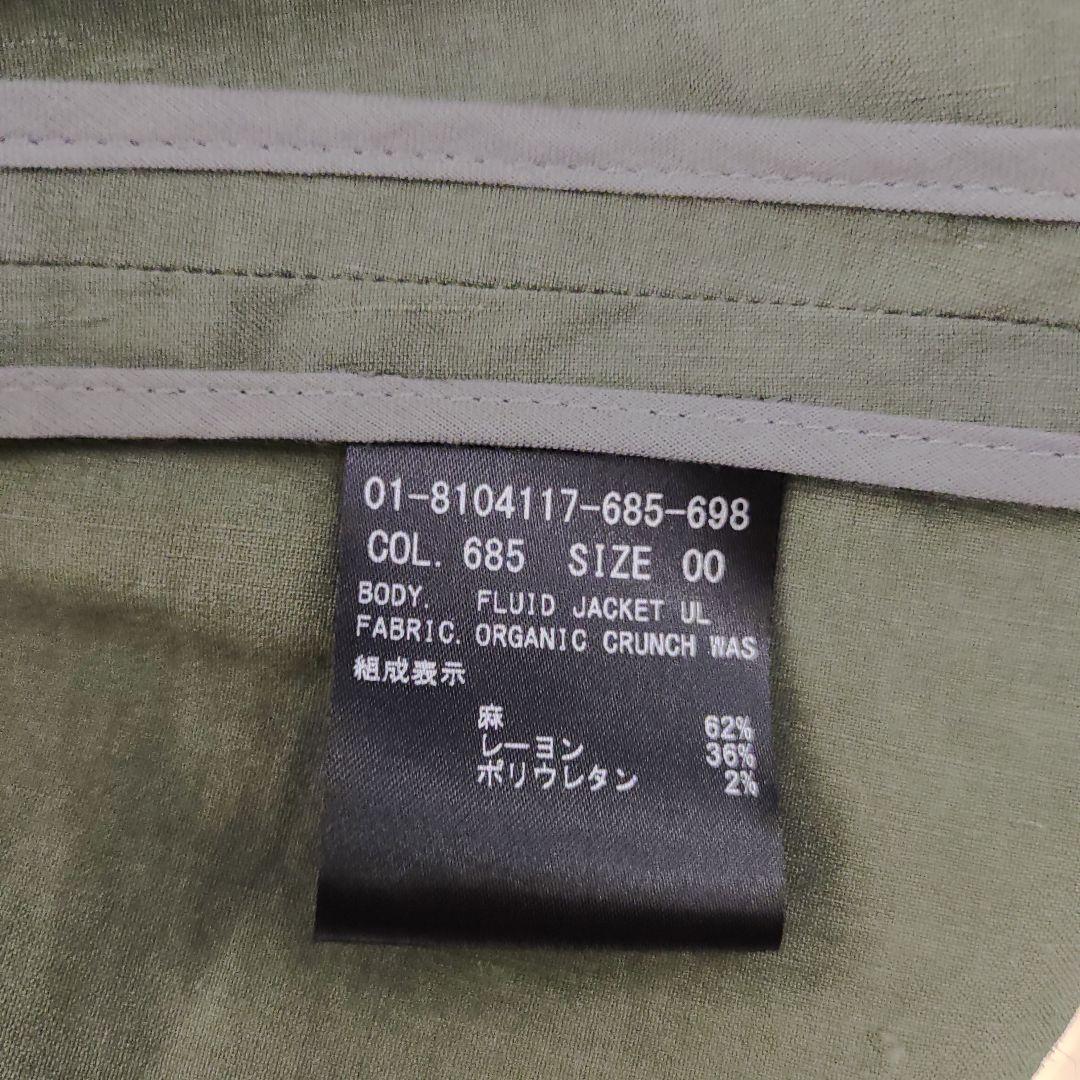 01-8104117-685-698
COL. 685 SIZE 00
BODY. FLUID JACKET UL
FABRIC. ORGANIC CRUNCH WAS
組成表示
麻 62%
レーヨン 36%
ポリウレタン 2%